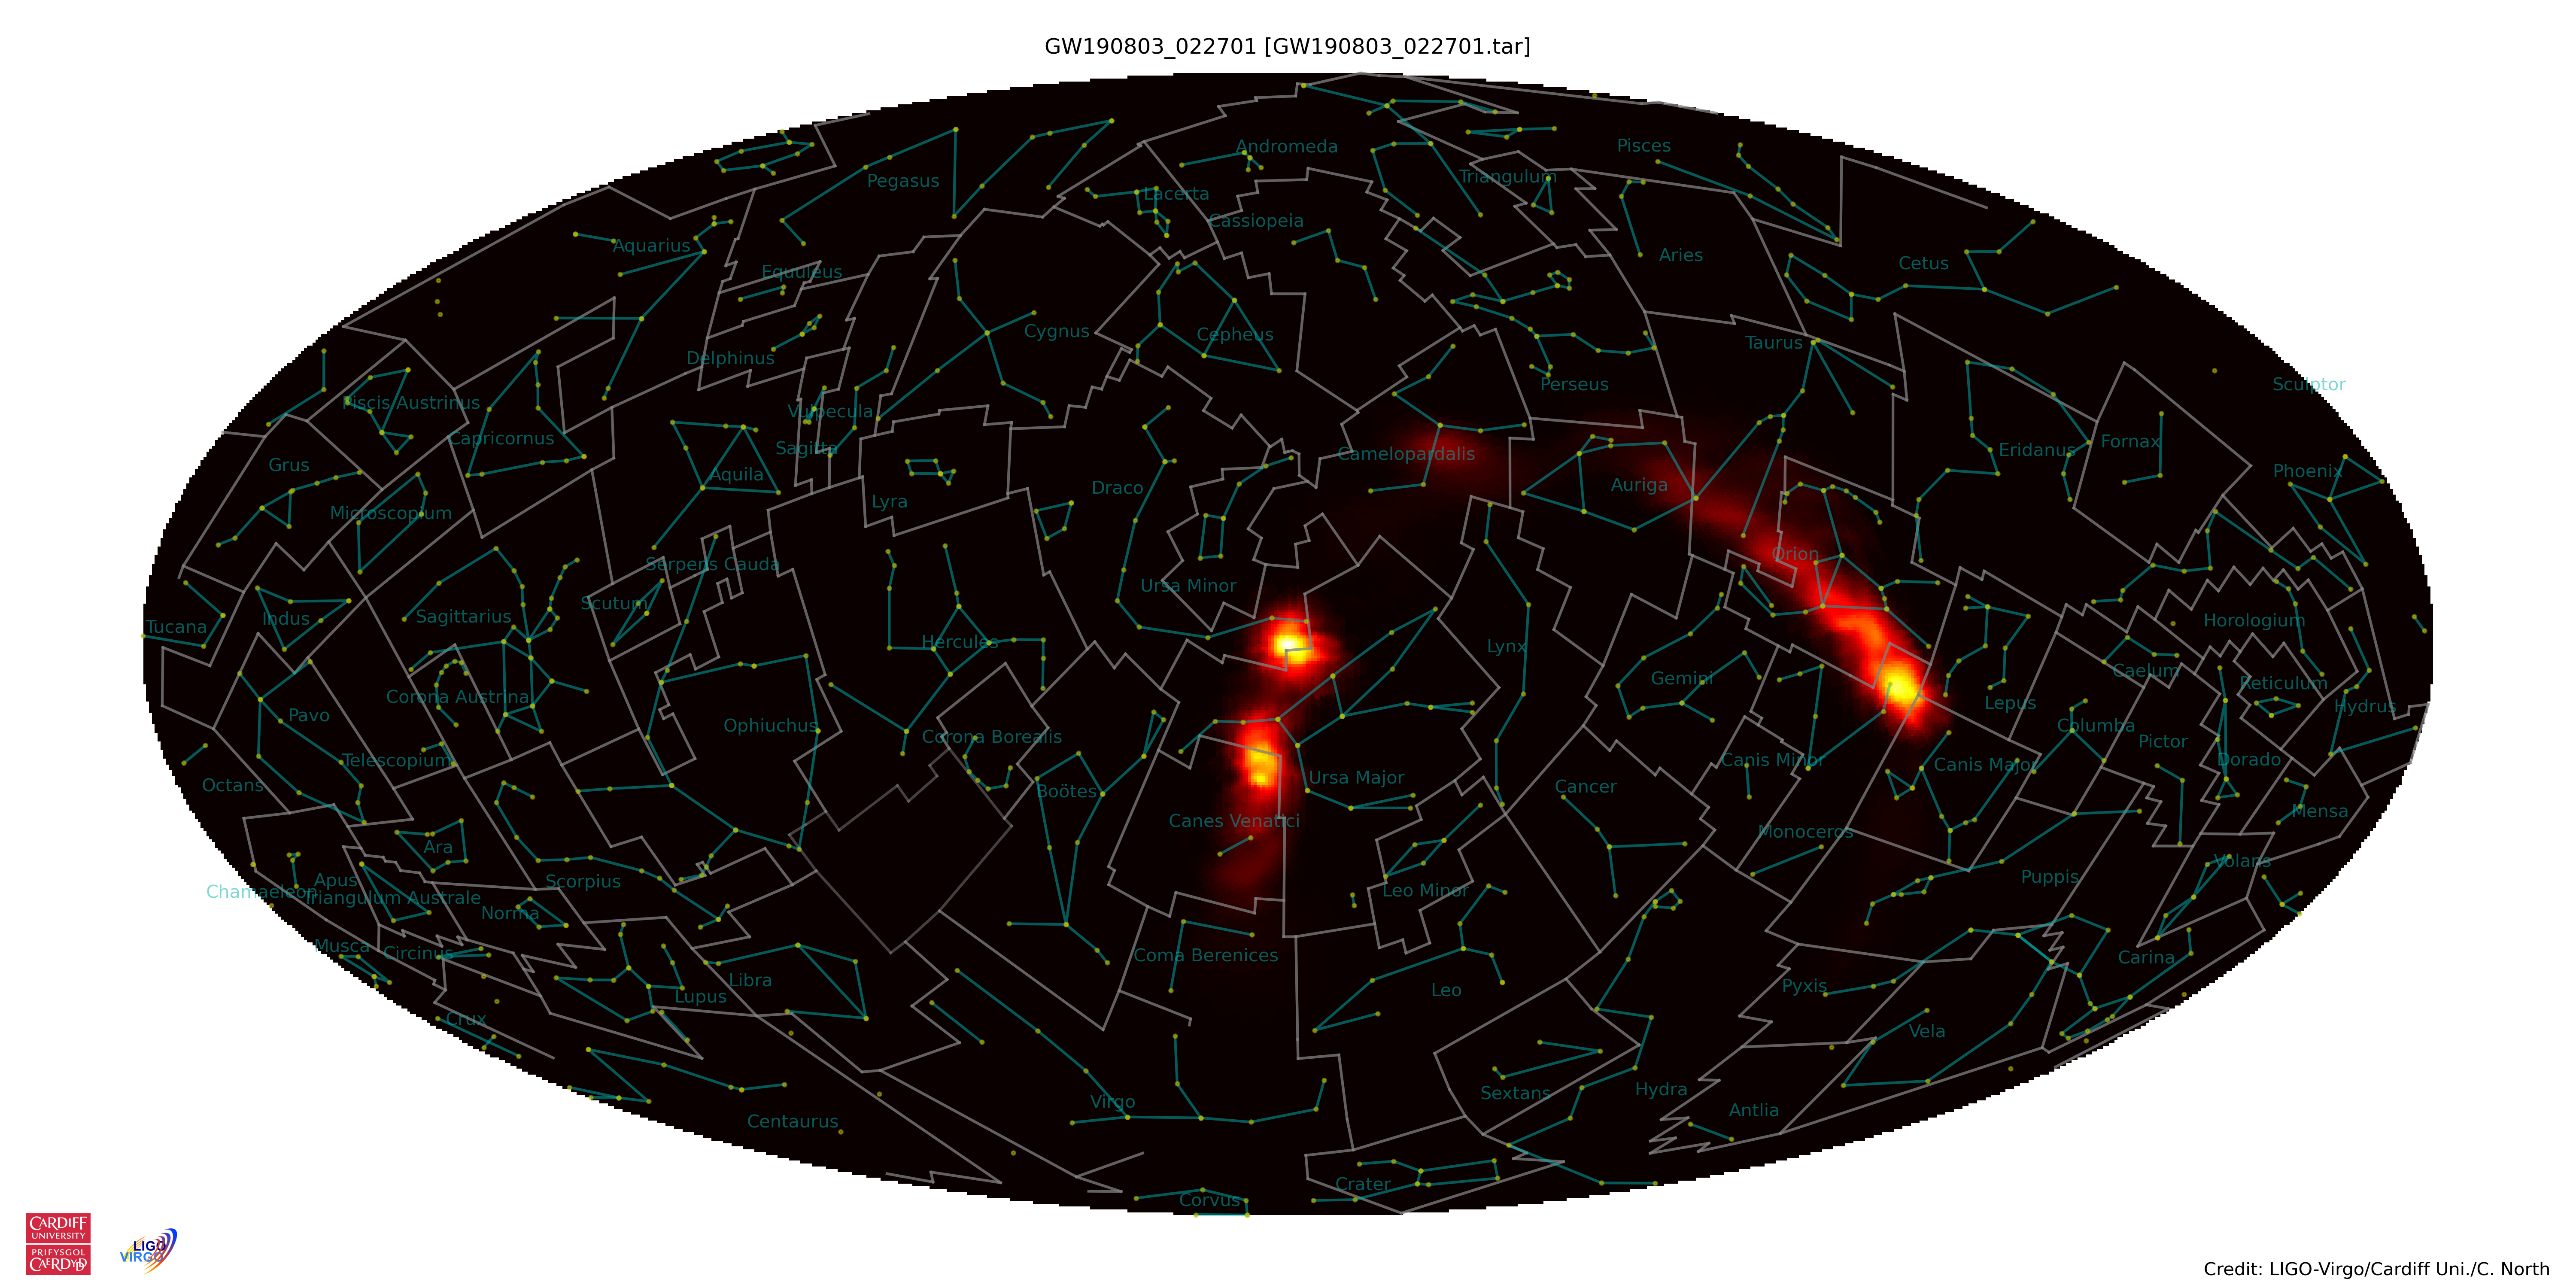 GW190803_022701 [GW190803_022701.tar]
Andromeda
Pisces
Triangulum
Pegasus
Lacerta
Cassiopeia
Aquarius
Aries
Cetus
Equuleus
Cygnus
Cepheus
Taurus
Delphinus
Perseus
Sculptor
Piscis Austrinus
Vulpecula
Capricornus
Sagitta
Camelopardalis
Eridanus
Fornax
Grus
Aquila
Phoenix
Draco
Auriga
Lyra
Microscopium
Orion
Serpens Cauda
Ursa Minor
Scutum
Sagittarius
Indus
Tucana
Horologium
Hercules
Lynx
Caelum
Gemini
Reticulum
Corona Austrina
Lepus
Hydrus
Pavo
Ophiuchus
Columba
Corona Borealis
Pictor
Telescopium
Canis Minor
Canis Major
Dorado
Octans
Ursa Major
Cancer
Boötes
Mensa
Canes Venatici
Monoceros
Ara
Volans
Apus
Scorpius
Puppis
Chamaeleon
Triangulum Australe
Leo Minor
Norma
Musca
Circinus
Coma Berenices
Carina
Libra
Pyxis
Lupus
Leo
Crux
Vela
Sextans
Hydra
Virgo
Antlia
Centaurus
Crater
Corvus
CARDIFF
UNIVERSITY
PRIFYSGOL
CAERDYDD
LIGO
VIRGO
Credit: LIGO-Virgo/Cardiff Uni./C. North